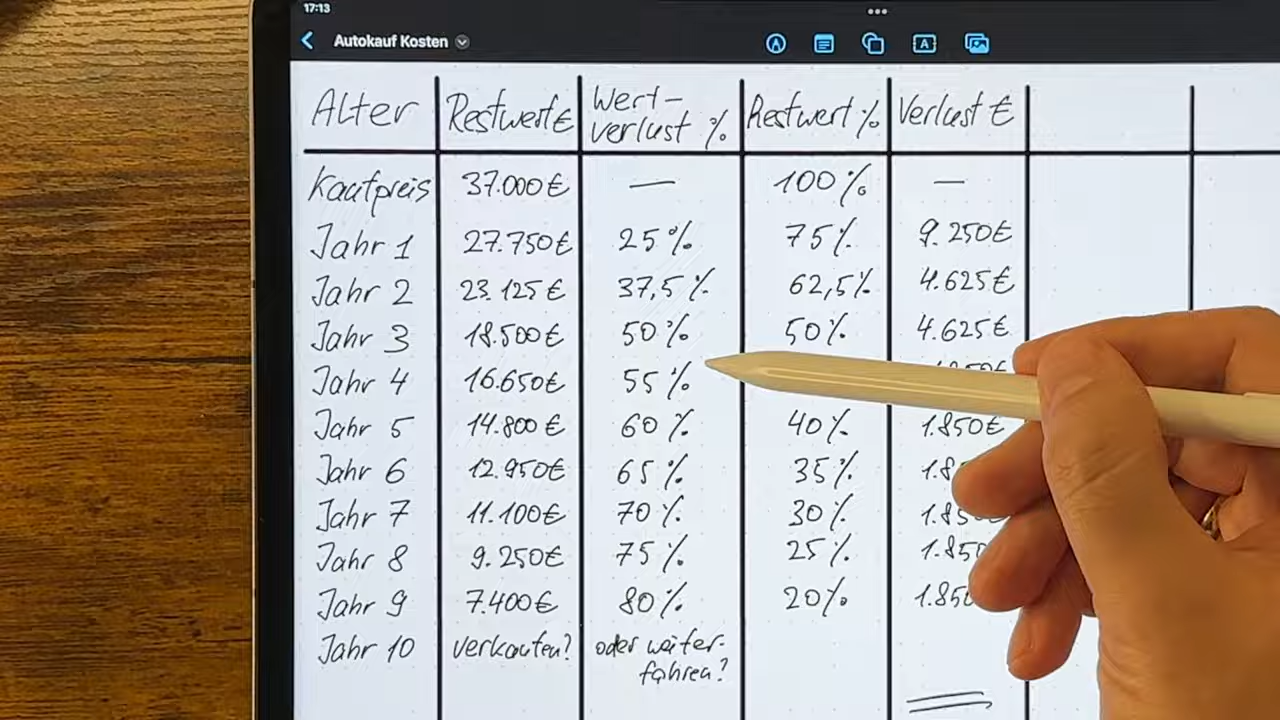 17:13
Autokauf Kosten
Alter Restwert € Wert-verlust % Restwert % Verlust €
Kaufpreis 37.000 € — 100 % —
Jahr 1 27.750 € 25 % 75 % 9.250 €
Jahr 2 23.125 € 37,5 % 62,5 % 4.625 €
Jahr 3 18.500 € 50 % 50 % 4.625 €
Jahr 4 16.650 € 55 %
Jahr 5 14.800 € 60 % 40 % 1.850 €
Jahr 6 12.950 € 65 % 35 %
Jahr 7 11.100 € 70 % 30 %
Jahr 8 9.250 € 75 % 25 % 1.850
Jahr 9 7.400 € 80 % 20 % 1.850
Jahr 10 verkaufen? oder weiter-
fahren?